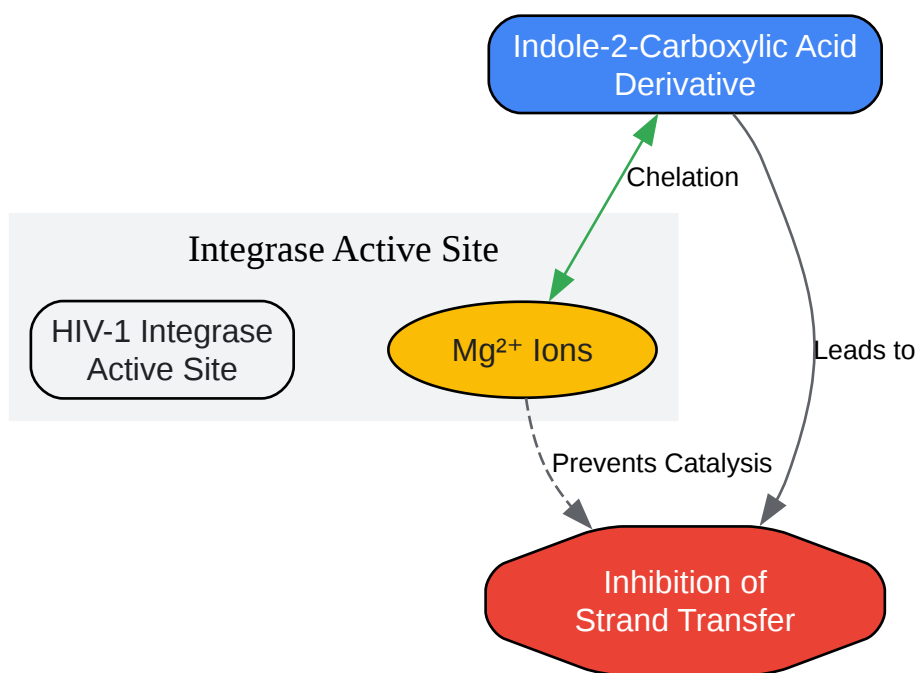 Indole-2-Carboxylic Acid
Derivative
Chelation
Integrase Active Site
HIV-1 Integrase
Active Site
Mg²⁺ Ions
Leads to
Prevents Catalysis
Inhibition of
Strand Transfer